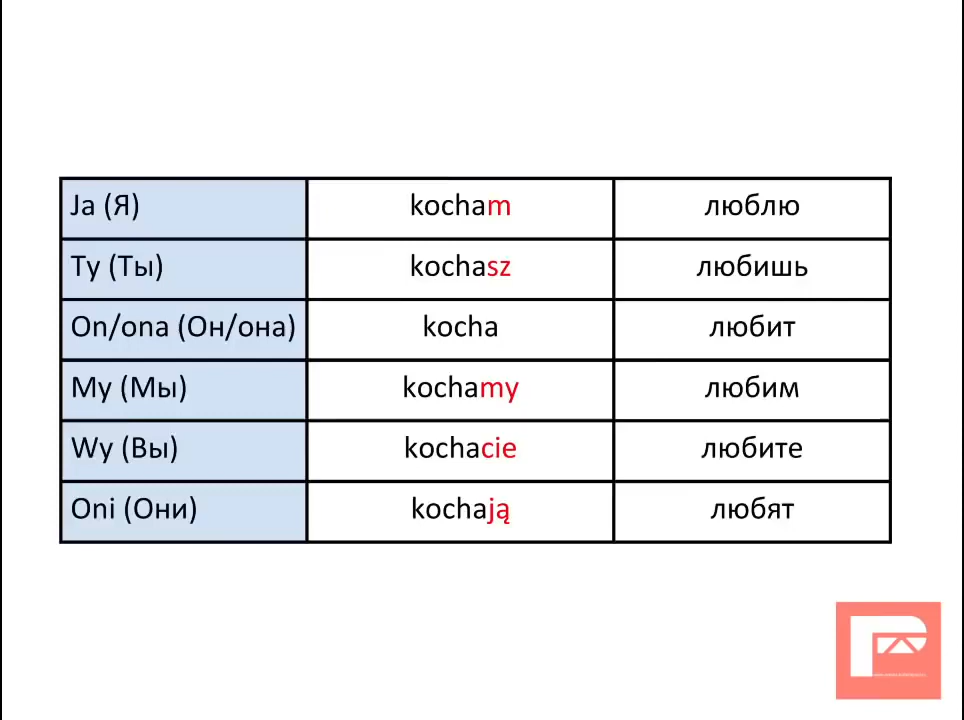 Ja (Я) kocham люблю
Ty (Ты) kochasz любишь
On/ona (Он/она) kocha любит
My (Мы) kochamy любим
Wy (Вы) kochacie любите
Oni (Они) kochają любят